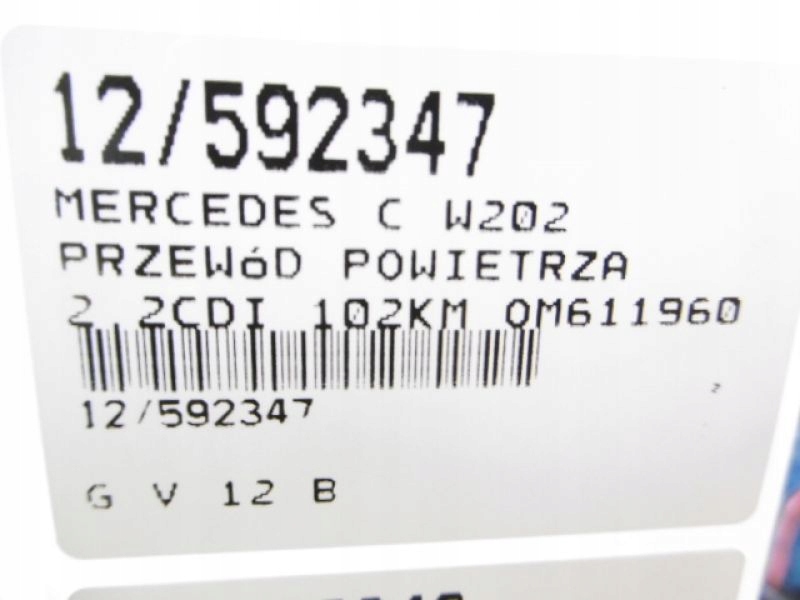 12/592347
MERCEDES C W202
PRZEWóD POWIETRZA
2 2CDI 102KM OM611960
12/592347
G V 12 B